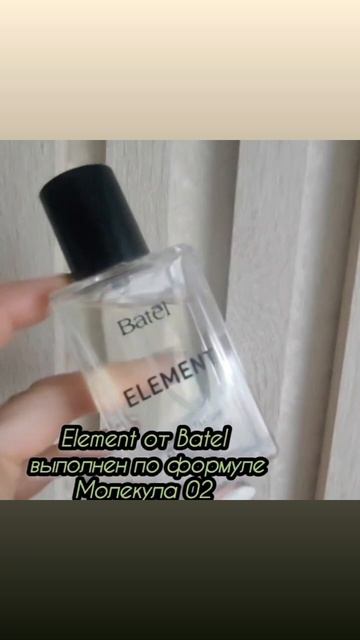 Batel
ELEMENT
Element от Batel
выполнен по формуле
Молекула 02